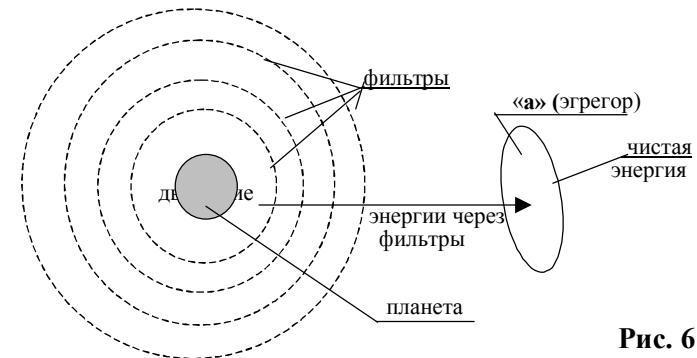 фильтры
«а» (эгрегор)
чистая
энергия
энергии через
фильтры
планета
Рис. 6